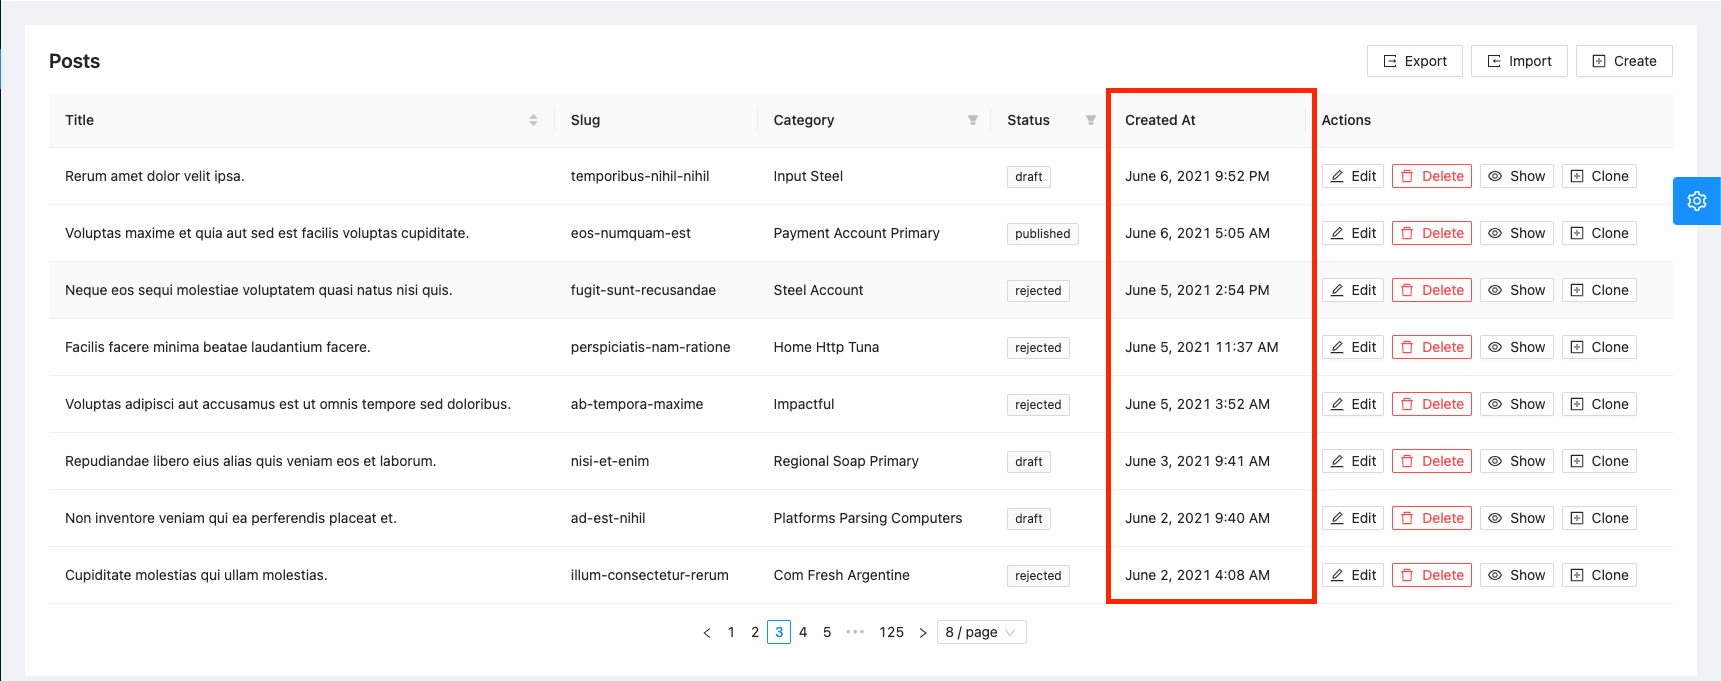 Posts
Export Import Create
Title Slug Category Status Created At Actions
Rerum amet dolor velit ipsa. temporibus-nihil-nihil Input Steel draft June 6, 2021 9:52 PM Edit Delete Show Clone
Voluptas maxime et quia aut sed est facilis voluptas cupiditate. eos-numquam-est Payment Account Primary published June 6, 2021 5:05 AM Edit Delete Show Clone
Neque eos sequi molestiae voluptatem quasi natus nisi quis. fugit-sunt-recusandae Steel Account rejected June 5, 2021 2:54 PM Edit Delete Show Clone
Facilis facere minima beatae laudantium facere. perspiciatis-nam-ratione Home Http Tuna rejected June 5, 2021 11:37 AM Edit Delete Show Clone
Voluptas adipisci aut accusamus est ut omnis tempore sed doloribus. ab-tempora-maxime Impactful rejected June 5, 2021 3:52 AM Edit Delete Show Clone
Repudiandae libero eius alias quis veniam eos et laborum. nisi-et-enim Regional Soap Primary draft June 3, 2021 9:41 AM Edit Delete Show Clone
Non inventore veniam qui ea perferendis placeat et. ad-est-nihil Platforms Parsing Computers draft June 2, 2021 9:40 AM Edit Delete Show Clone
Cupiditate molestias qui ullam molestias. illum-consectetur-rerum Com Fresh Argentine rejected June 2, 2021 4:08 AM Edit Delete Show Clone
< 1 2 3 4 5 ••• 125 > 8 / page